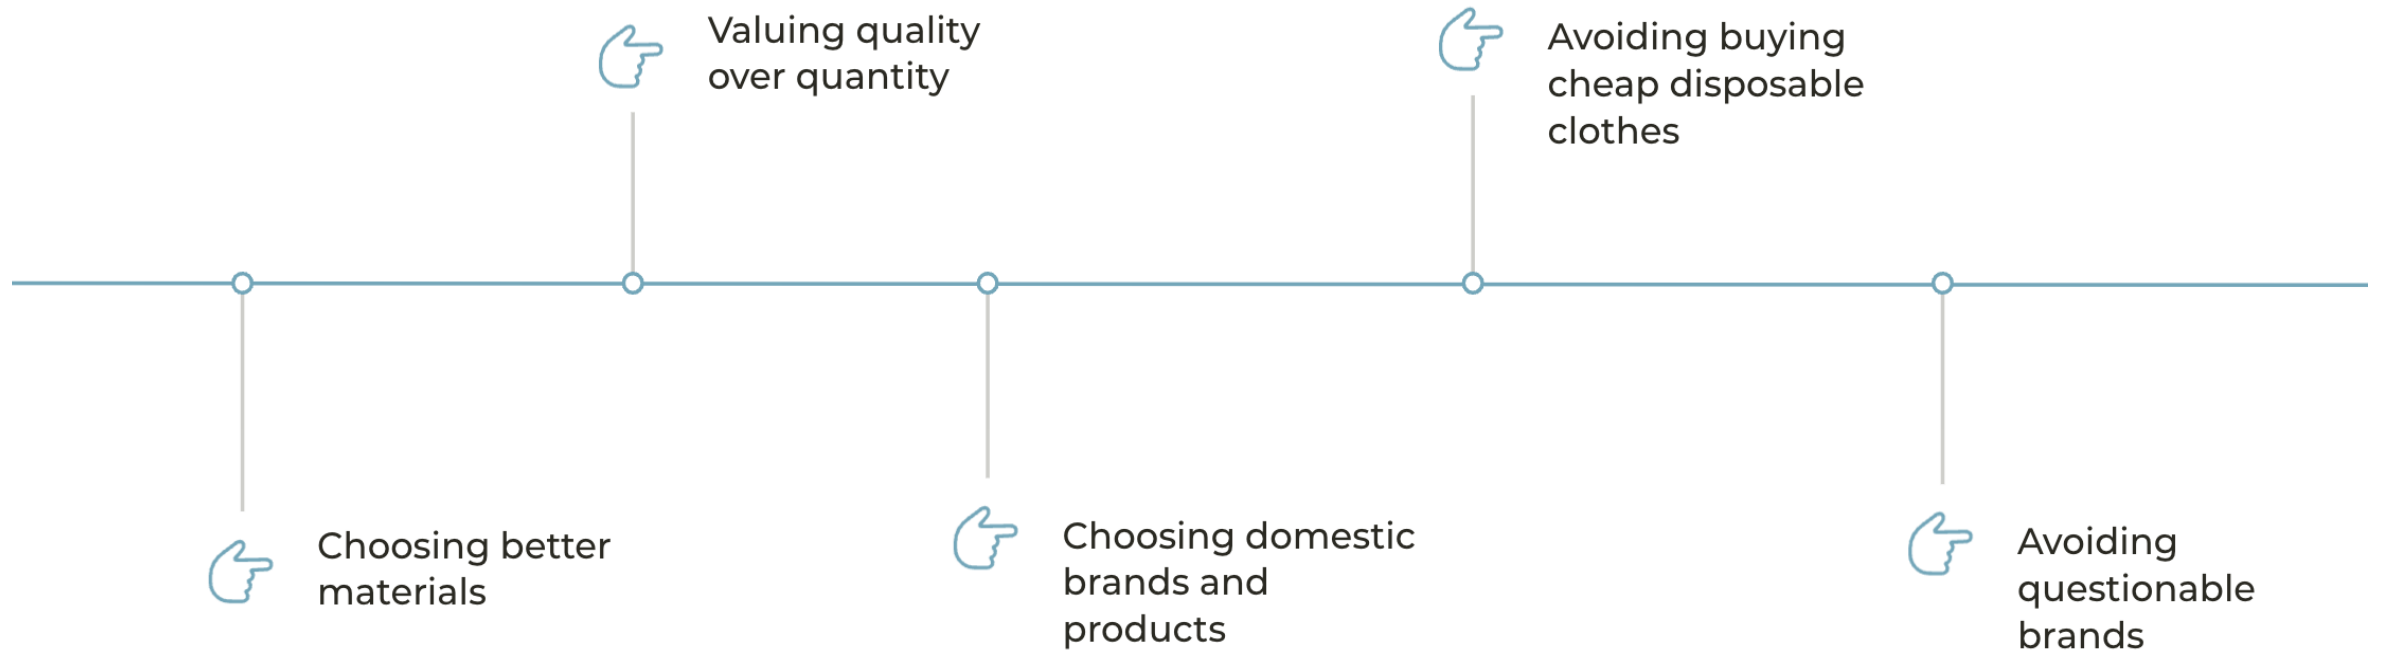 Valuing quality
over quantity
Avoiding buying
cheap disposable
clothes
Choosing better
materials
Choosing domestic
brands and
products
Avoiding
questionable
brands